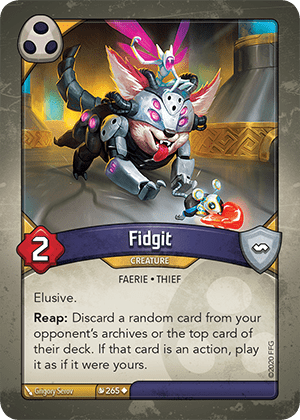 Fidgit
2
CREATURE
FAERIE • THIEF
Elusive.
Reap: Discard a random card from your
opponent's archives or the top card of
their deck. If that card is an action, play
it as if it were yours.
Grigory Serov
265
©2020 FFG